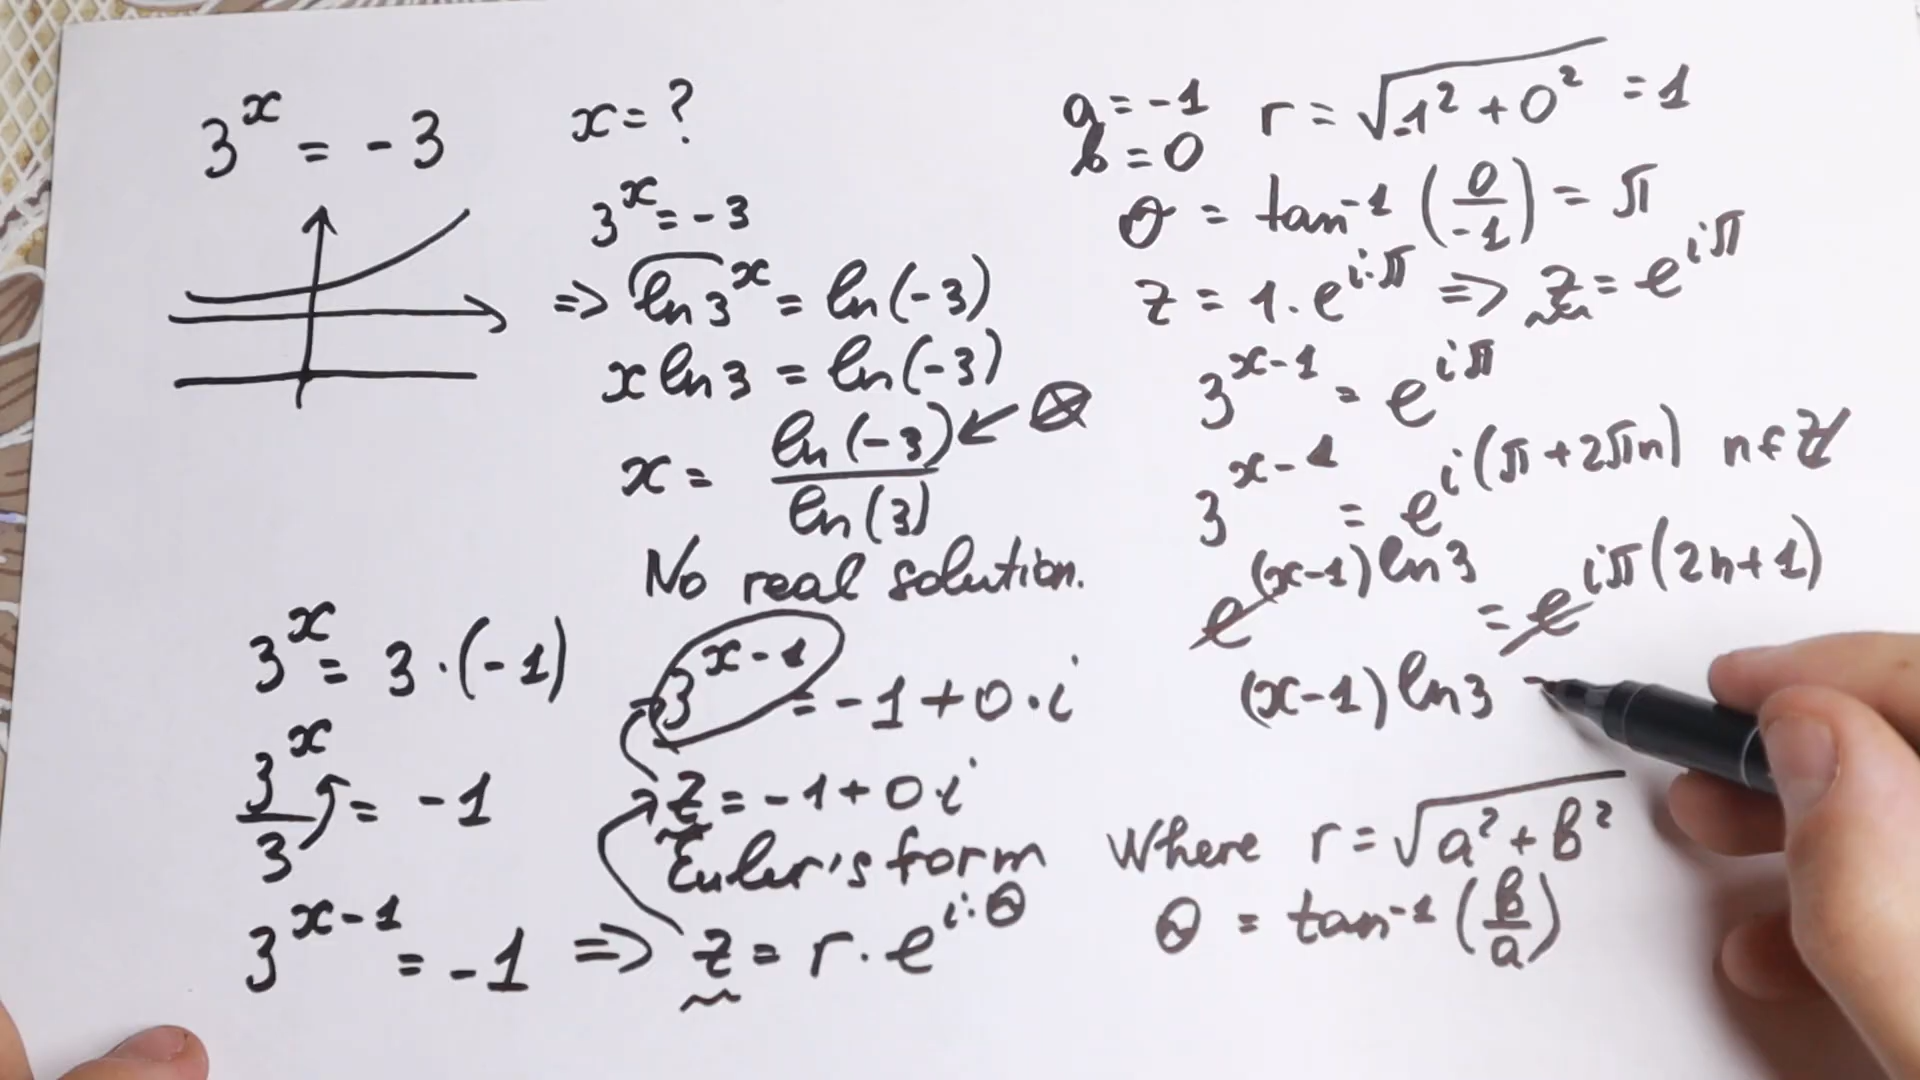 3^x = -3
x = ?
3^x = -3
=> ln 3^x = ln(-3)
x ln 3 = ln(-3)
x = ln(-3) / ln(3)
No real solution.
3^x = 3 · (-1)
3^x / 3 = -1
3^(x-1) = -1 =>
3^(x-1) = -1 + 0 · i
z = -1 + 0·i
Euler's form
z = r · e^(i·θ)
Where r = √(a² + b²)
θ = tan⁻¹(b/a)
a = -1
b = 0
r = √(-1² + 0²) = 1
θ = tan⁻¹(0/-1) = π
z = 1 · e^(i·π) => z = e^(iπ)
3^(x-1) = e^(iπ)
3^(x-1) = e^(i(π+2πn)) n∈ℤ
e^((x-1) ln 3) = e^(iπ(2n+1))
(x-1) ln 3 -